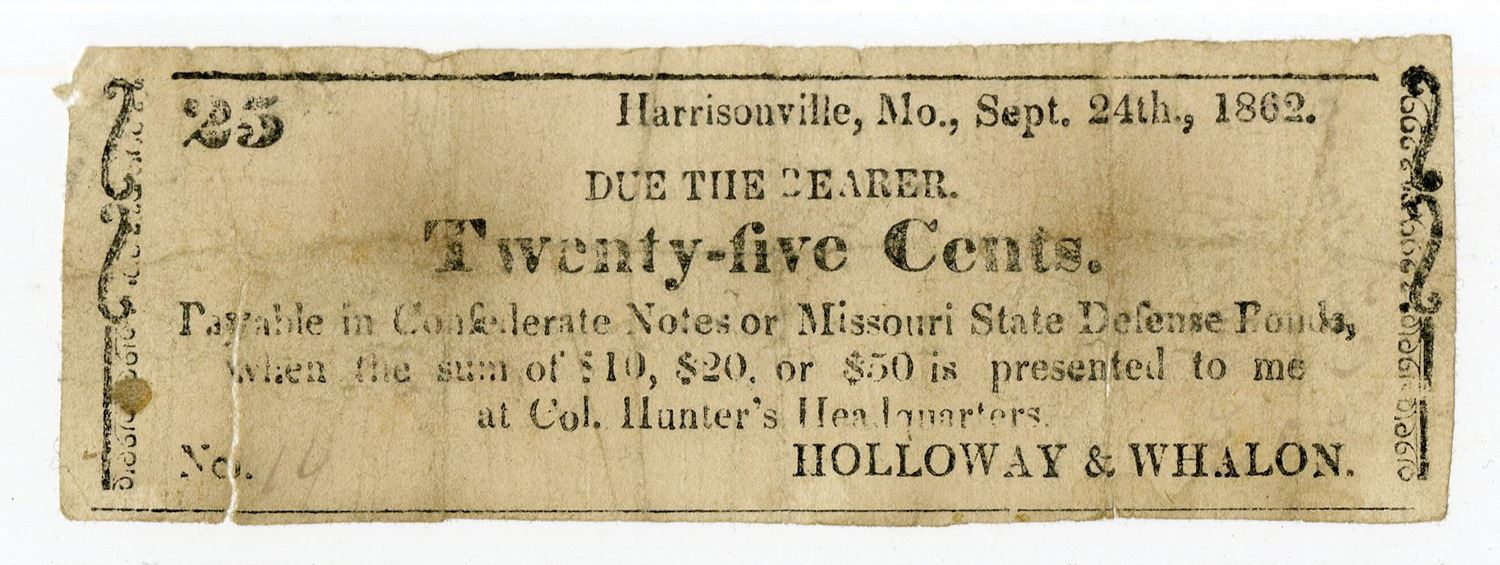 25
Harrisonville, Mo., Sept. 24th., 1862.
DUE THE BEARER.
Twenty-five Cents.
Payable in Confederate Notes or Missouri State Defense Bonds,
when the sum of $10, $20, or $50 is presented to me
at Col. Hunter's Headquarters.
No. 10
HOLLOWAY & WHALON.